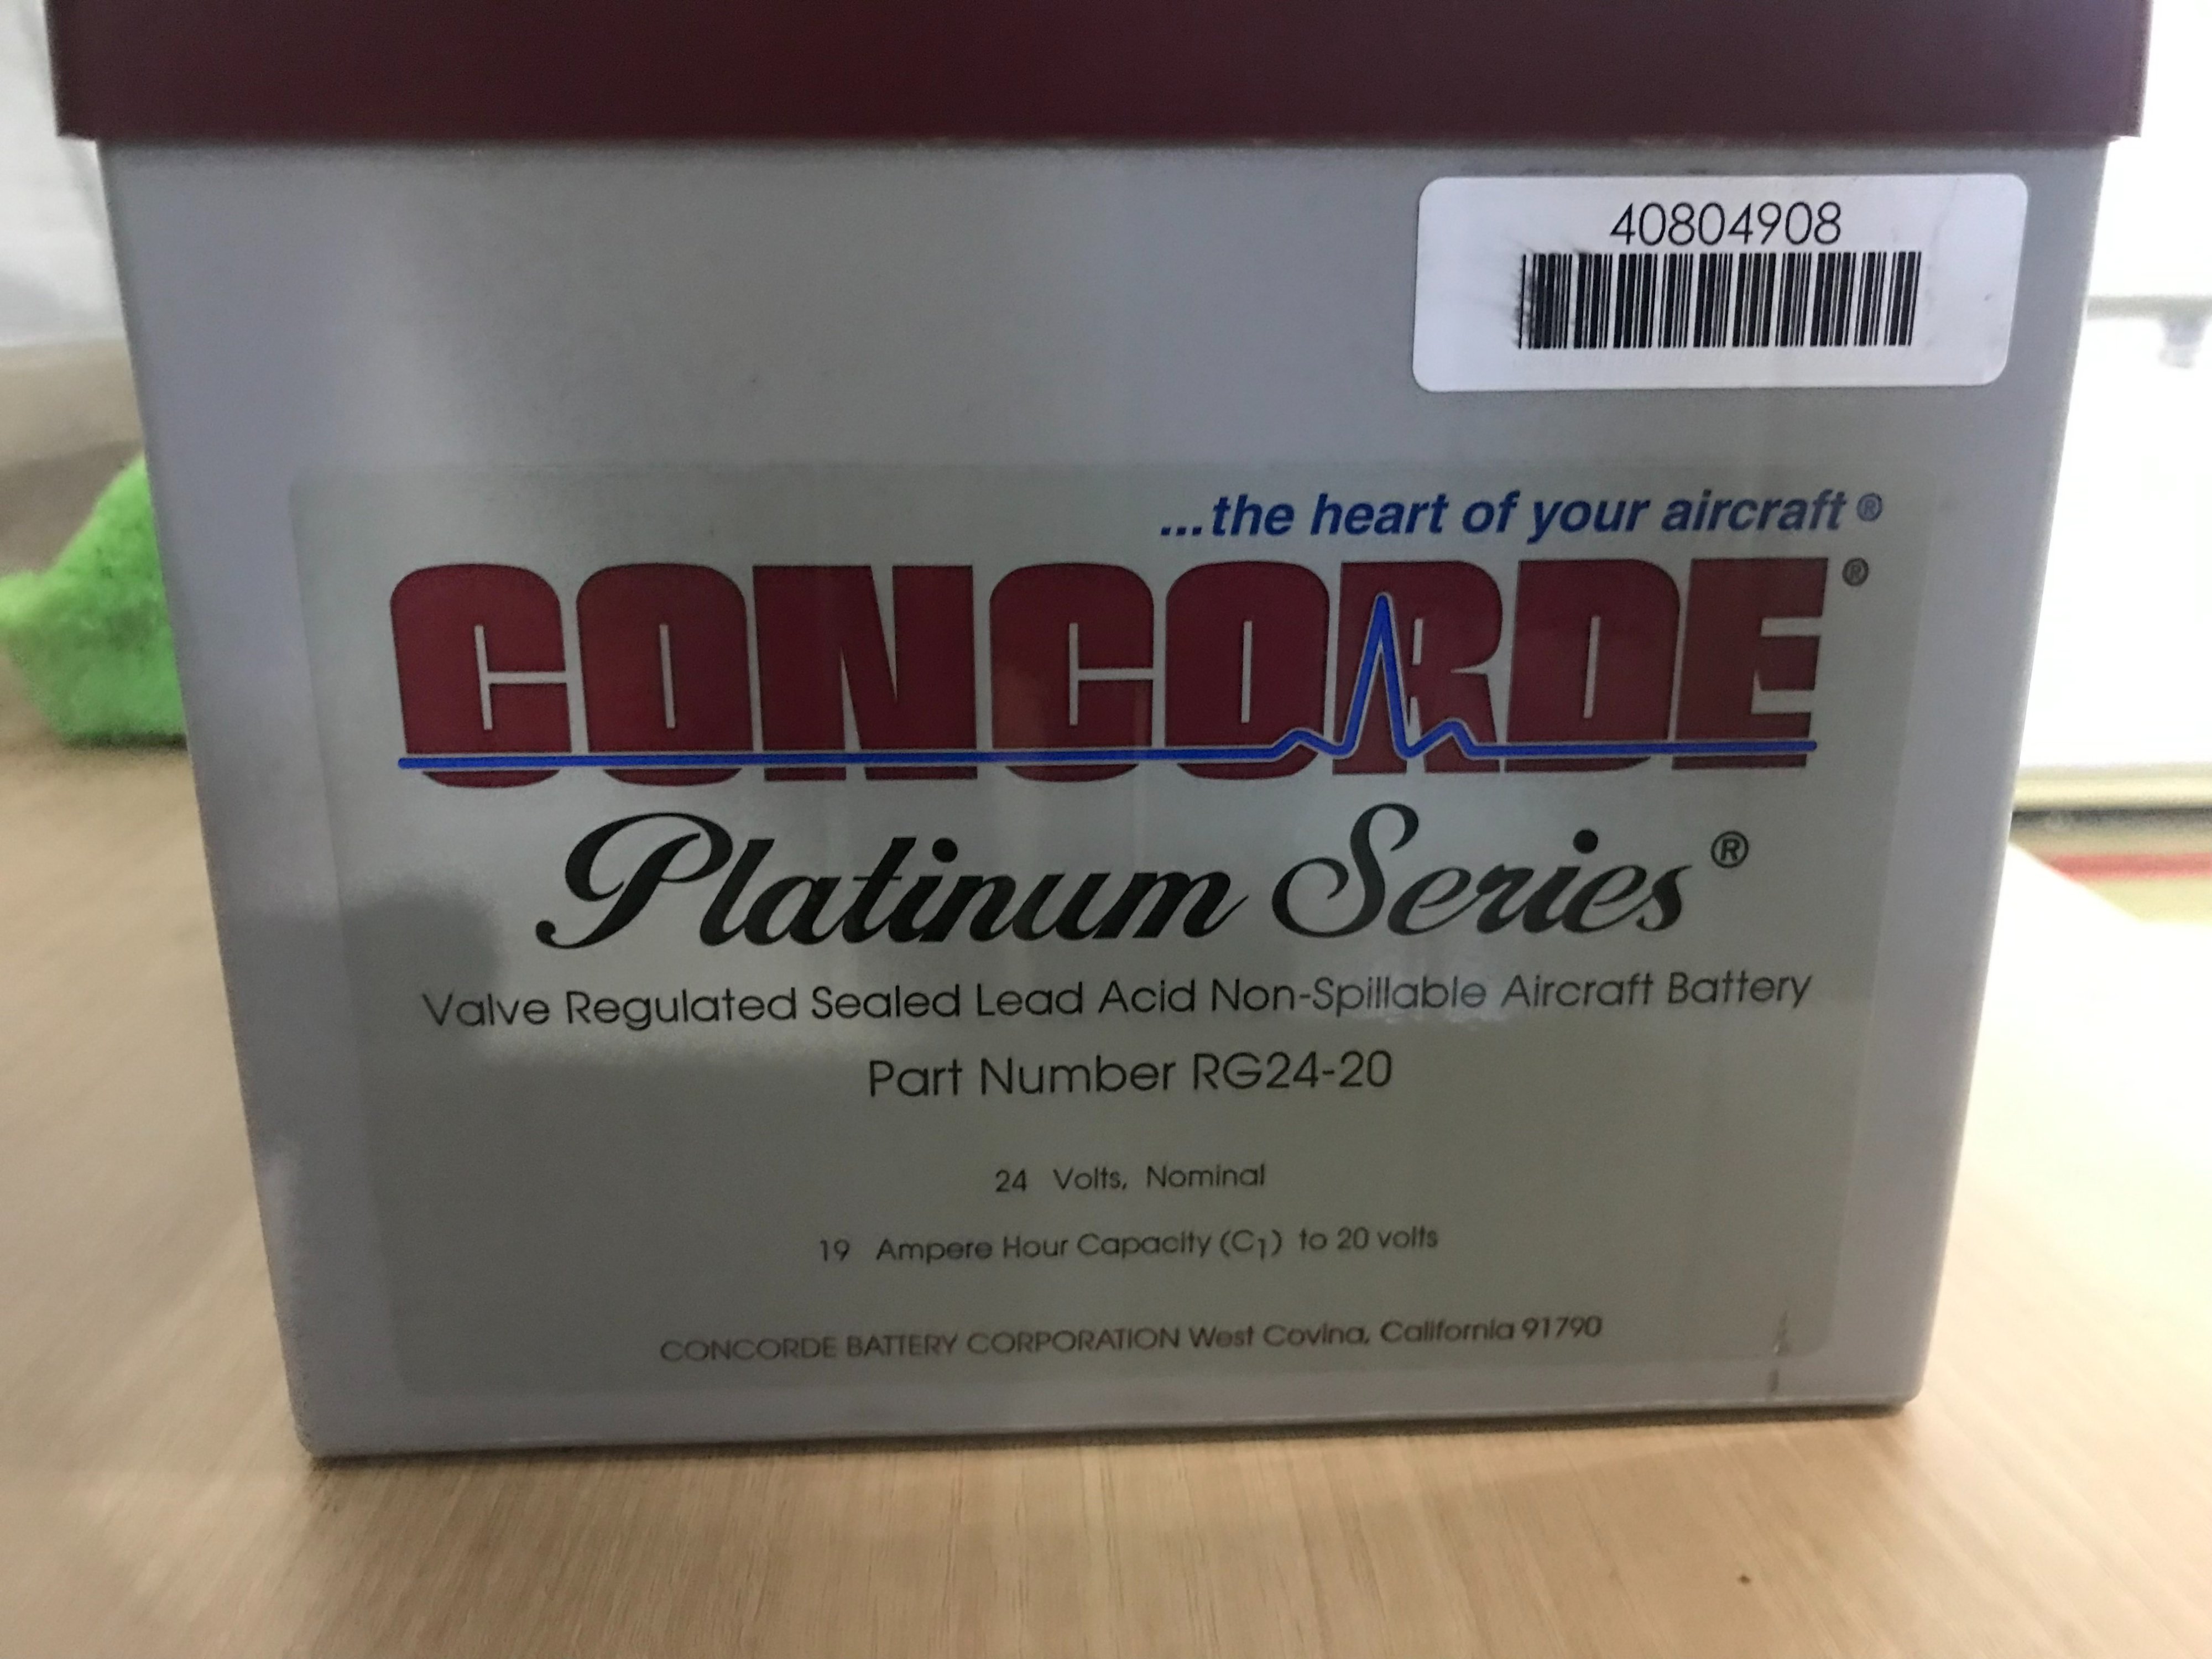 40804908
...the heart of your aircraft®
CONCORDE®
Platinum Series®
Valve Regulated Sealed Lead Acid Non-Spillable Aircraft Battery
Part Number RG24-20
24 Volts, Nominal
19 Ampere Hour Capacity (C₁) to 20 volts
CONCORDE BATTERY CORPORATION West Covina, California 91790